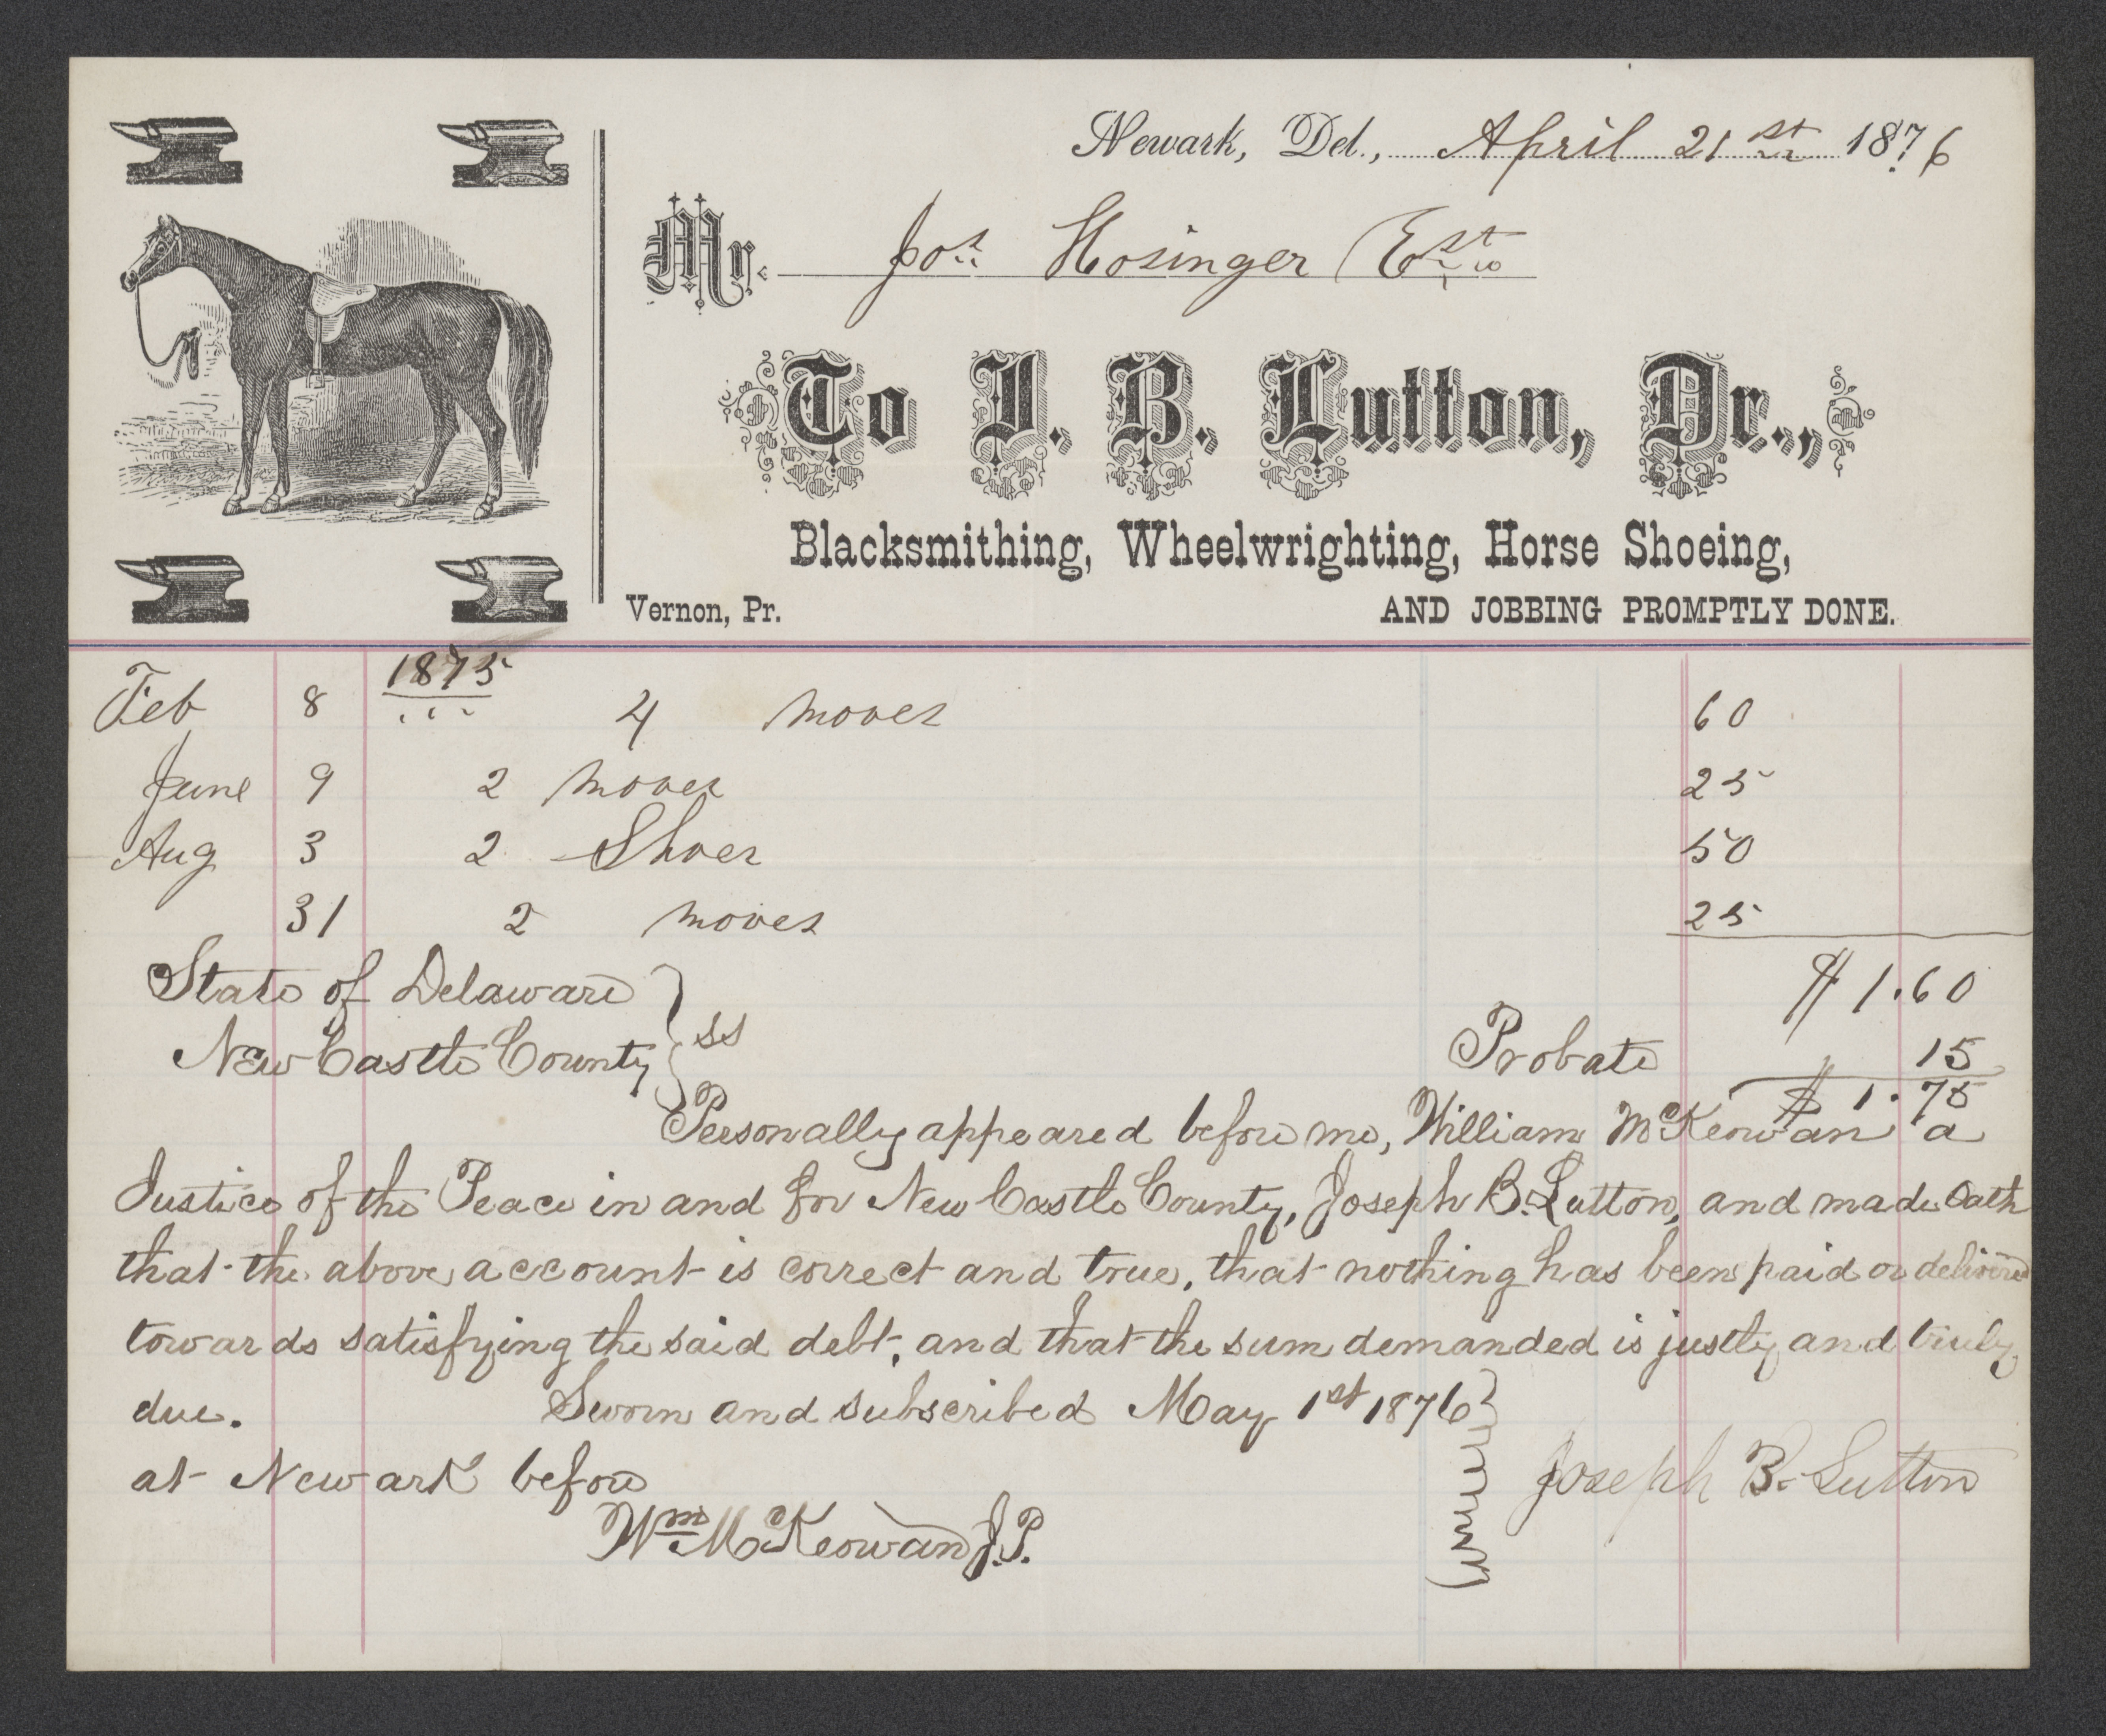 Newark, Del., April 21st 1876
Mr. Jos. Hosinger Est
To J. B. Lutton, Dr.,
Blacksmithing, Wheelwrighting, Horse Shoeing,
Vernon, Pr. AND JOBBING PROMPTLY DONE.
1875
Feb 8 4 moves 60
June 9 2 moves 25
Aug 3 2 Shoes 50
31 2 moves 25
$1.60
State of Delaware
New Castle County } ss
Probate 15
$1.75
Personally appeared before me, William McKeowan a
Justice of the Peace in and for New Castle County, Joseph B. Lutton, and made Oath
that the above account is correct and true, that nothing has been paid or delivered
towards satisfying the said debt, and that the sum demanded is justly and truly
due. Sworn and subscribed May 1st 1876
at Newark before Joseph B. Lutton
Wm McKeowan J.P.